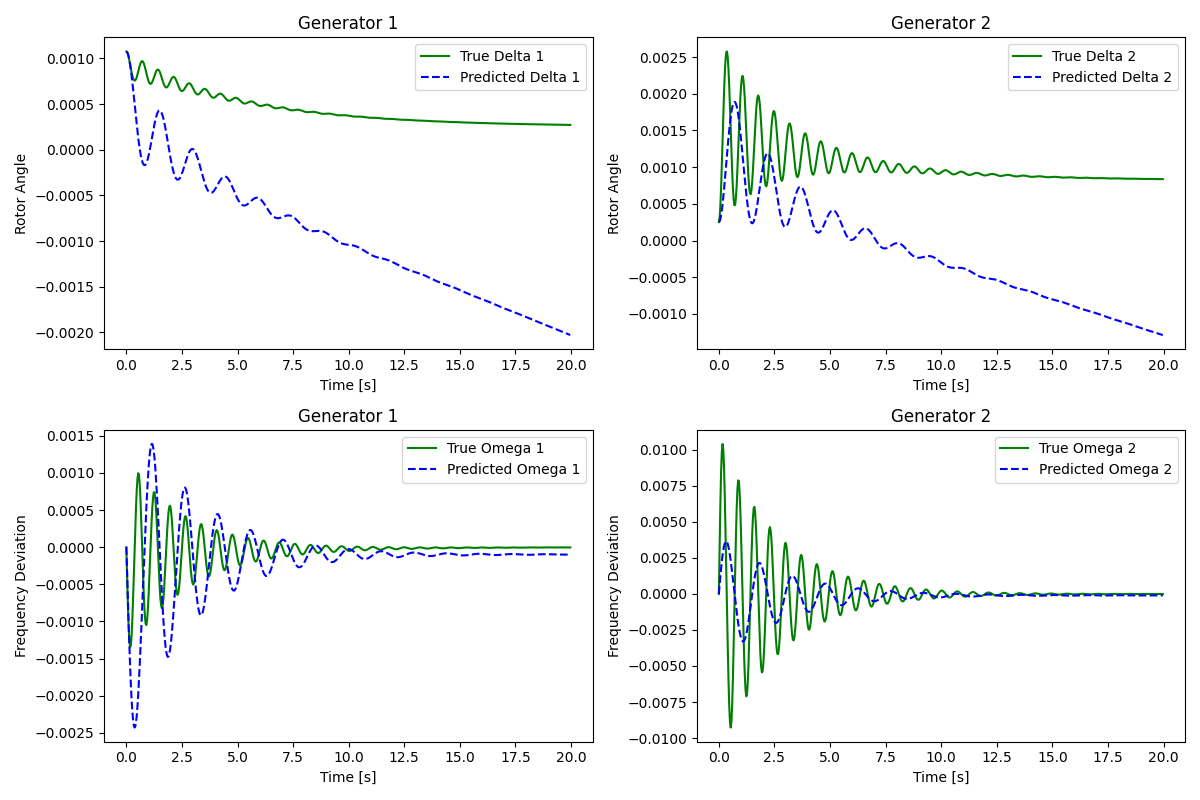 Generator 1
True Delta 1
Predicted Delta 1
Rotor Angle
0.0010
0.0005
0.0000
−0.0005
−0.0010
−0.0015
−0.0020
0.0 2.5 5.0 7.5 10.0 12.5 15.0 17.5 20.0
Time [s]
Generator 2
True Delta 2
Predicted Delta 2
Rotor Angle
0.0025
0.0020
0.0015
0.0010
0.0005
0.0000
−0.0005
−0.0010
0.0 2.5 5.0 7.5 10.0 12.5 15.0 17.5 20.0
Time [s]
Generator 1
True Omega 1
Predicted Omega 1
Frequency Deviation
0.0015
0.0010
0.0005
0.0000
−0.0005
−0.0010
−0.0015
−0.0020
−0.0025
0.0 2.5 5.0 7.5 10.0 12.5 15.0 17.5 20.0
Time [s]
Generator 2
True Omega 2
Predicted Omega 2
Frequency Deviation
0.0100
0.0075
0.0050
0.0025
0.0000
−0.0025
−0.0050
−0.0075
−0.0100
0.0 2.5 5.0 7.5 10.0 12.5 15.0 17.5 20.0
Time [s]